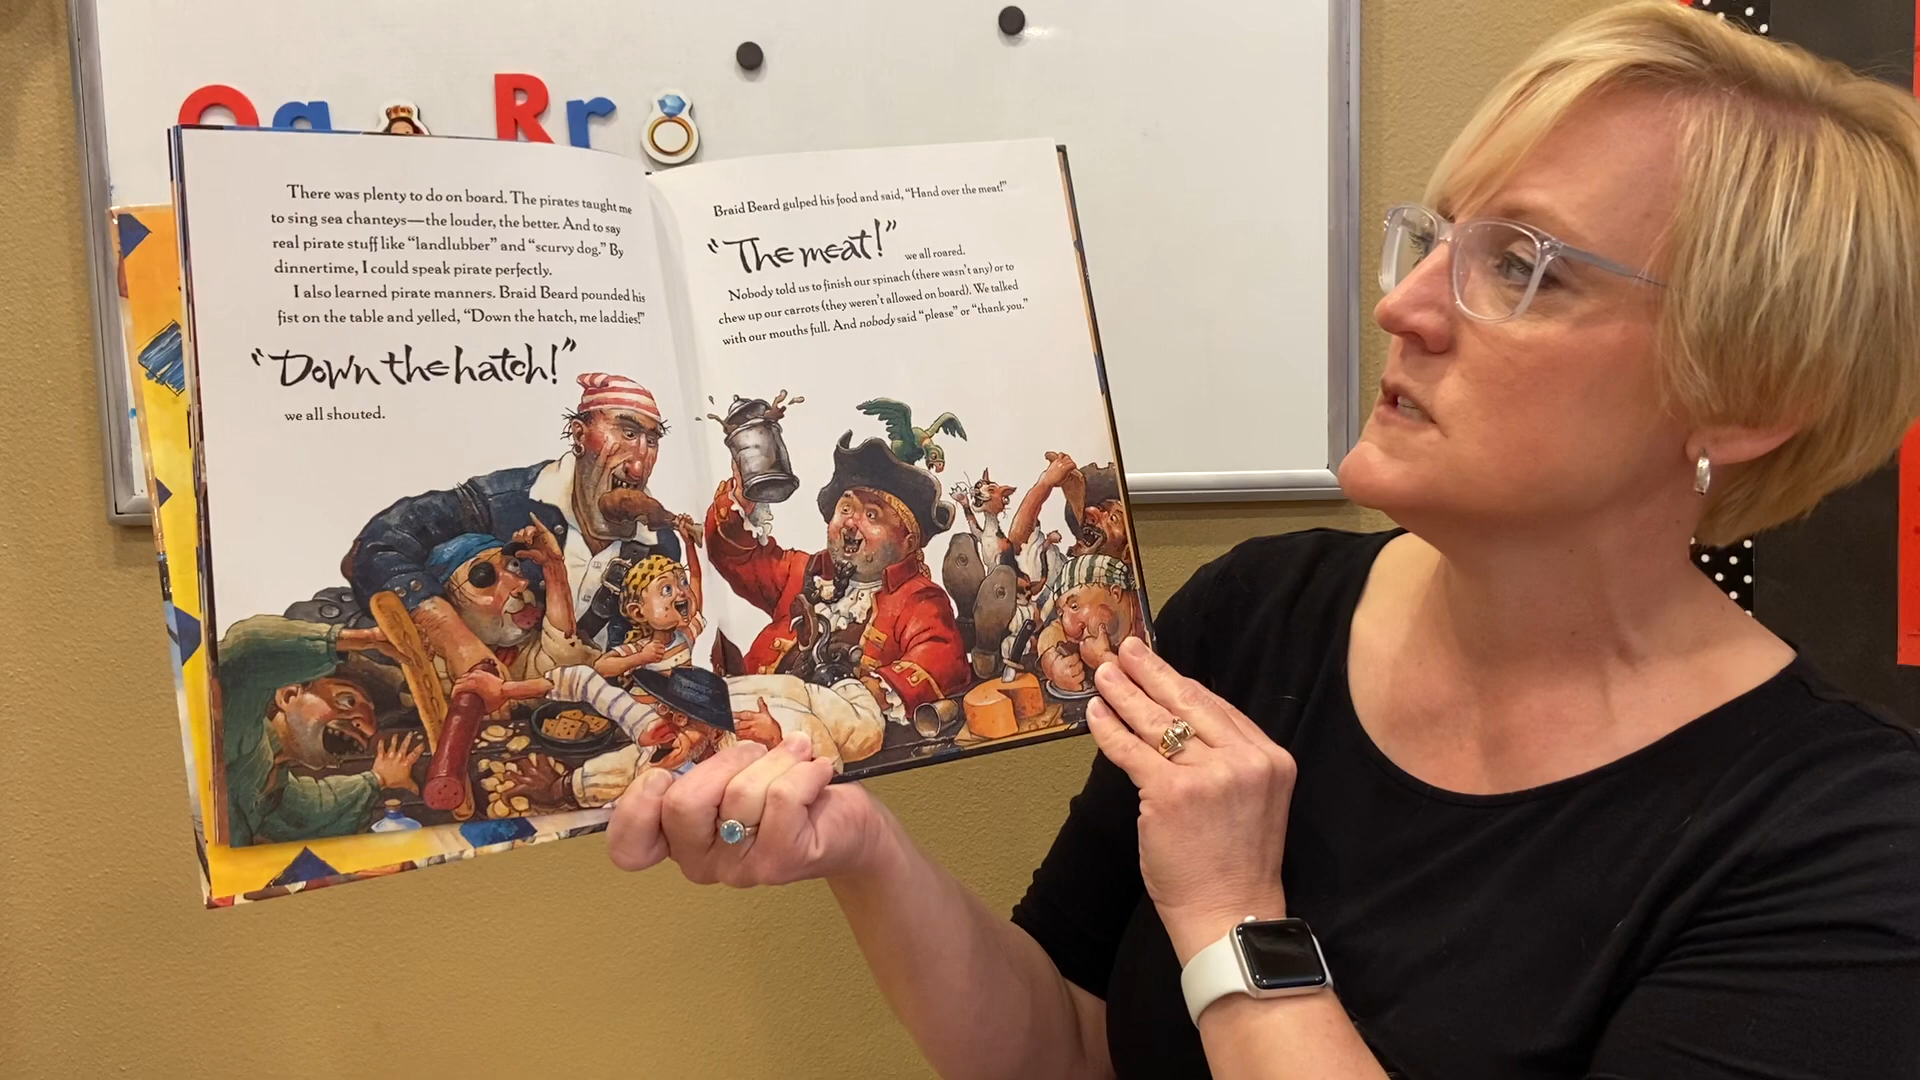 Qa Rr
There was plenty to do on board. The pirates taught me
to sing sea chanteys—the louder, the better. And to say
real pirate stuff like "landlubber" and "scurvy dog." By
dinnertime, I could speak pirate perfectly.
I also learned pirate manners. Braid Beard pounded his
fist on the table and yelled, "Down the hatch, me laddies!"
"Down the hatch!"
we all shouted.
Braid Beard gulped his food and said, "Hand over the meat!"
"The meat!" we all roared.
Nobody told us to finish our spinach (there wasn't any) or to
chew up our carrots (they weren't allowed on board). We talked
with our mouths full. And nobody said "please" or "thank you."